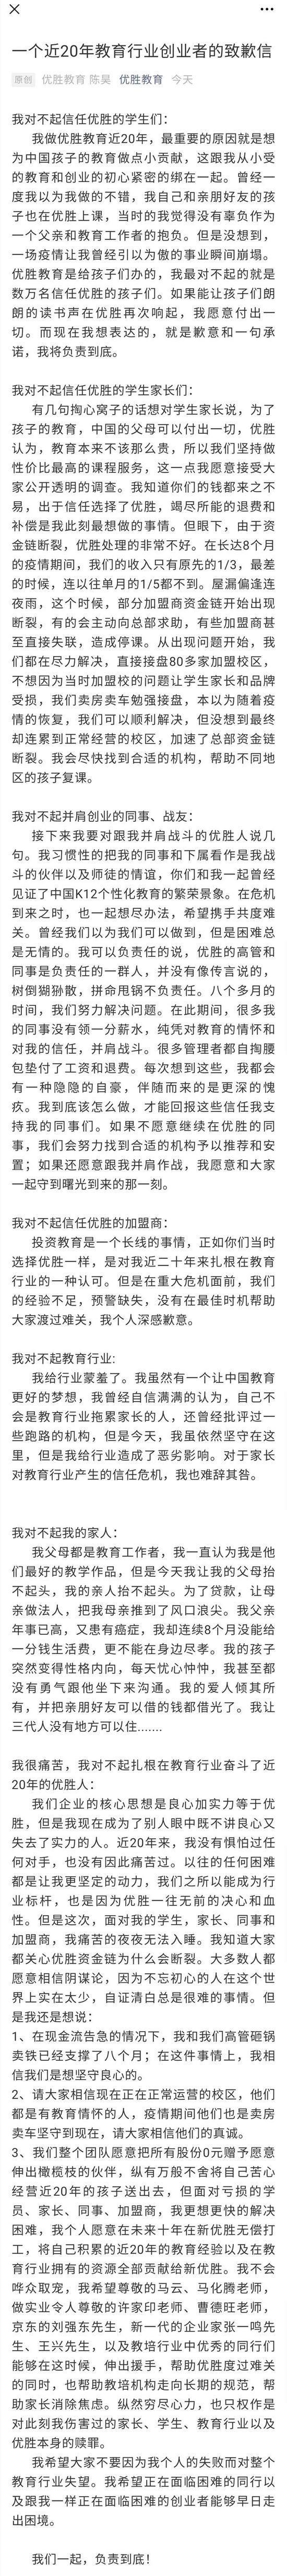 一个近20年教育行业创业者的致歉信
原创 优胜教育 陈昊 优胜教育 今天
我对不起信任优胜的学生们：
我做优胜教育近20年，最重要的原因就是想
为中国孩子的教育做点小贡献，这跟我从小受
的教育和创业的初心紧密的绑在一起。曾经一
度我以为我做的不错，我自己和亲朋好友的孩
子也在优胜上课，当时的我觉得没有辜负作为
一个父亲和教育工作者的抱负。但是没想到，
一场疫情让我曾经引以为傲的事业瞬间崩塌。
优胜教育是给孩子们办的，我最对不起的就是
数万名信任优胜的孩子们。如果能让孩子们朗
朗的读书声在优胜再次响起，我愿意付出一
切。而现在我想表达的，就是歉意和一句承
诺，我将负责到底。
我对不起信任优胜的学生家长们：
有几句掏心窝子的话想对学生家长说，为了
孩子的教育，中国的父母可以付出一切，优胜
认为，教育本来不该那么贵，所以我们坚持做
性价比最高的课程服务，这一点我愿意接受大
家公开透明的调查。我知道你们的钱都来之不
易，出于信任选择了优胜，竭尽所能的退费和
补偿是我此刻最想做的事情。但眼下，由于资
金链断裂，优胜处理的非常不好。在长达8个月
的疫情期间，我们的收入只有原先的1/3，最差
的时候，连以往单月的1/5都不到。屋漏偏逢连
夜雨，这个时候，部分加盟商资金链开始出现
断裂，有的会主动向总部求助，有些加盟商甚
至直接失联，造成停课。从出现问题开始，我
们都在尽力解决，直接接盘80多家加盟校区，
不想因为当时加盟校的问题让学生家长和品牌
受损，我们卖房卖车勉强接盘，本以为随着疫
情的恢复，我们可以顺利解决，但没想到最终
却连累到正常经营的校区，加速了总部资金链
断裂。我会尽快找到合适的机构，帮助不同地
区的孩子复课。
我对不起并肩创业的同事、战友：
接下来我要对跟我并肩战斗的优胜人说几
句。我习惯性的把我的同事和下属看作是我战
斗的伙伴以及师徒的情谊，你们和我一起曾经
见证了中国K12个性化教育的繁荣景象。在危机
到来之时，也一起想尽办法，希望携手共度难
关。曾经我们以为我们可以做到，但是困难总
是无情的。我可以负责任的说，优胜的高管和
同事是负责任的一群人，并没有像传言说的，
树倒猢狲散，拼命甩锅不负责任。八个多月的
时间，我们努力解决问题。在此期间，很多我
的同事没有领一分薪水，纯凭对教育的情怀和
对我的信任，并肩战斗。很多管理者都自掏腰
包垫付了工资和退费。每次想到这些，我都会
有一种隐隐的自豪，伴随而来的是更深的愧
疚。我到底该怎么做，才能回报这些信任我支
持我的同事们。如果不愿意继续在优胜的同
事，我们会努力找到合适的机构予以推荐和安
置；如果还愿意跟我并肩作战，我愿意和大家
一起守到曙光到来的那一刻。
我对不起信任优胜的加盟商：
投资教育是一个长线的事情，正如你们当时
选择优胜一样，是对我近二十年来扎根在教育
行业的一种认可。但是在重大危机面前，我们
的经验不足，预警缺失，没有在最佳时机帮助
大家渡过难关，我个人深感歉意。
我对不起教育行业：
我给行业蒙羞了。我虽然有一个让中国教育
更好的梦想，我曾经自信满满的认为，自己不
会是教育行业拖累家长的人，还曾经批评过一
些跑路的机构，但是今天，我虽依然坚守在这
里，但是我给行业造成了恶劣影响。对于家长
对教育行业产生的信任危机，我也难辞其咎。
我对不起我的家人：
我父母都是教育工作者，我一直认为我是他
们最好的教学作品，但是今天我让我的父母抬
不起头，我的亲人抬不起头。为了贷款，让母
亲做法人，把我母亲推到了风口浪尖。我父亲
年事已高，又患有癌症，我却连续8个月没能给
一分钱生活费，更不能在身边尽孝。我的孩子
突然变得性格内向，每天忧心忡忡，我甚至都
没有勇气跟他坐下来沟通。我的爱人倾其所
有，并把亲朋好友可以借的钱都借光了。我让
三代人没有地方可以住.......
我很痛苦，我对不起扎根在教育行业奋斗了近
20年的优胜人：
我们企业的核心思想是良心加实力等于优
胜，但是我现在成为了别人眼中既不讲良心又
失去了实力的人。近20年来，我没有惧怕过任
何对手，也没有因此痛苦过。以往的任何困难
都是让我更坚定的动力，我们之所以能成为行
业标杆，也是因为优胜一往无前的决心和血
性。但是这次，面对我的学生，家长、同事和
加盟商，我痛苦的夜夜无法入睡。我知道大家
都关心优胜资金链为什么会断裂。大多数人都
愿意相信阴谋论，因为不忘初心的人在这个世
界上实在太少，自证清白总是很难的事情。但
是我还是想说：
1、在现金流告急的情况下，我和我们高管砸锅
卖铁已经支撑了八个月；在这件事情上，我相
信我们是想坚守良心的。
2、请大家相信现在正在正常运营的校区，他们
都是有教育情怀的人，疫情期间他们也是卖房
卖车坚守到现在，请大家相信他们的真诚。
3、我们整个团队愿意把所有股份0元赠予愿意
伸出橄榄枝的伙伴，纵有万般不舍将自己苦心
经营近20年的孩子送出去，但面对亏损的学
员、家长、同事、加盟商，我更想更快的解决
困难，我个人愿意在未来十年在新优胜无偿打
工，将自己积累的近20年的教育经验以及在教
育行业拥有的资源全部贡献给新优胜。我不会
哗众取宠，我希望尊敬的马云、马化腾老师，
做实业令人尊敬的许家印老师、曹德旺老师，
京东的刘强东先生，新一代的企业家张一鸣先
生、王兴先生，以及教培行业中优秀的同行们
能够在这时候，伸出援手，帮助优胜度过难关
的同时，也帮助教培机构走向长期的规范，帮
助家长消除焦虑。纵然穷尽心力，也只权作是
对此刻我伤害过的家长、学生、教育行业以及
优胜本身的赎罪。
我希望大家不要因为我个人的失败而对整个
教育行业失望。我希望正在面临困难的同行以
及跟我一样正在面临困难的创业者能够早日走
出困境。
我们一起，负责到底！